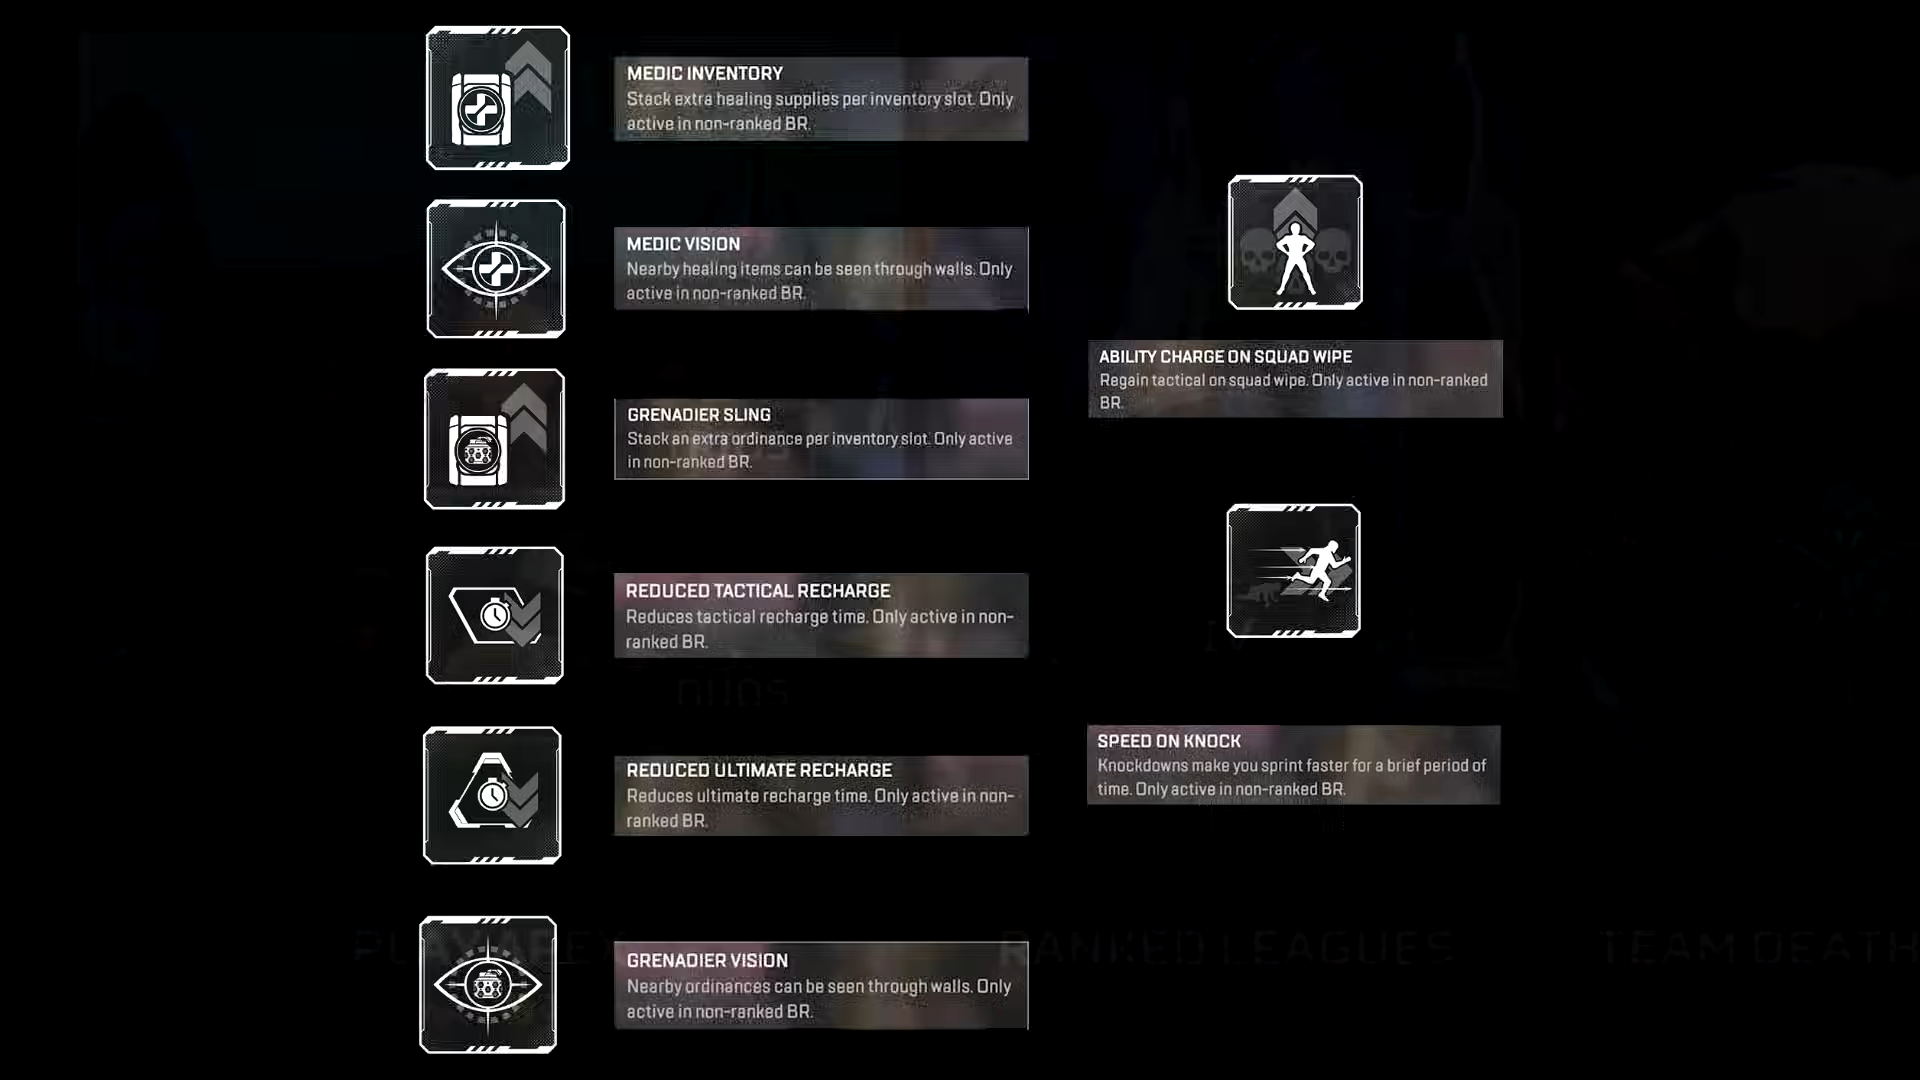 MEDIC INVENTORY
Stack extra healing supplies per inventory slot. Only
active in non-ranked BR.
MEDIC VISION
Nearby healing items can be seen through walls. Only
active in non-ranked BR.
GRENADIER SLING
Stack an extra ordinance per inventory slot. Only active
in non-ranked BR.
REDUCED TACTICAL RECHARGE
Reduces tactical recharge time. Only active in non-
ranked BR.
REDUCED ULTIMATE RECHARGE
Reduces ultimate recharge time. Only active in non-
ranked BR.
GRENADIER VISION
Nearby ordinances can be seen through walls. Only
active in non-ranked BR.
ABILITY CHARGE ON SQUAD WIPE
Regain tactical on squad wipe. Only active in non-ranked
BR.
SPEED ON KNOCK
Knockdowns make you sprint faster for a brief period of
time. Only active in non-ranked BR.
PLAY APEX
RANKED LEAGUES
TEAM DEATH